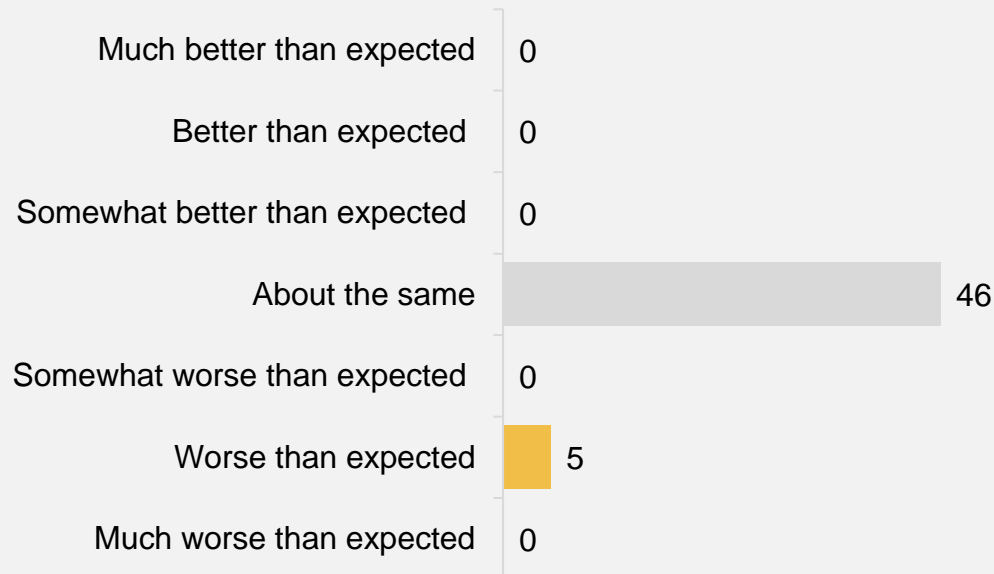 Much better than expected 0
Better than expected 0
Somewhat better than expected 0
About the same 46
Somewhat worse than expected 0
Worse than expected 5
Much worse than expected 0